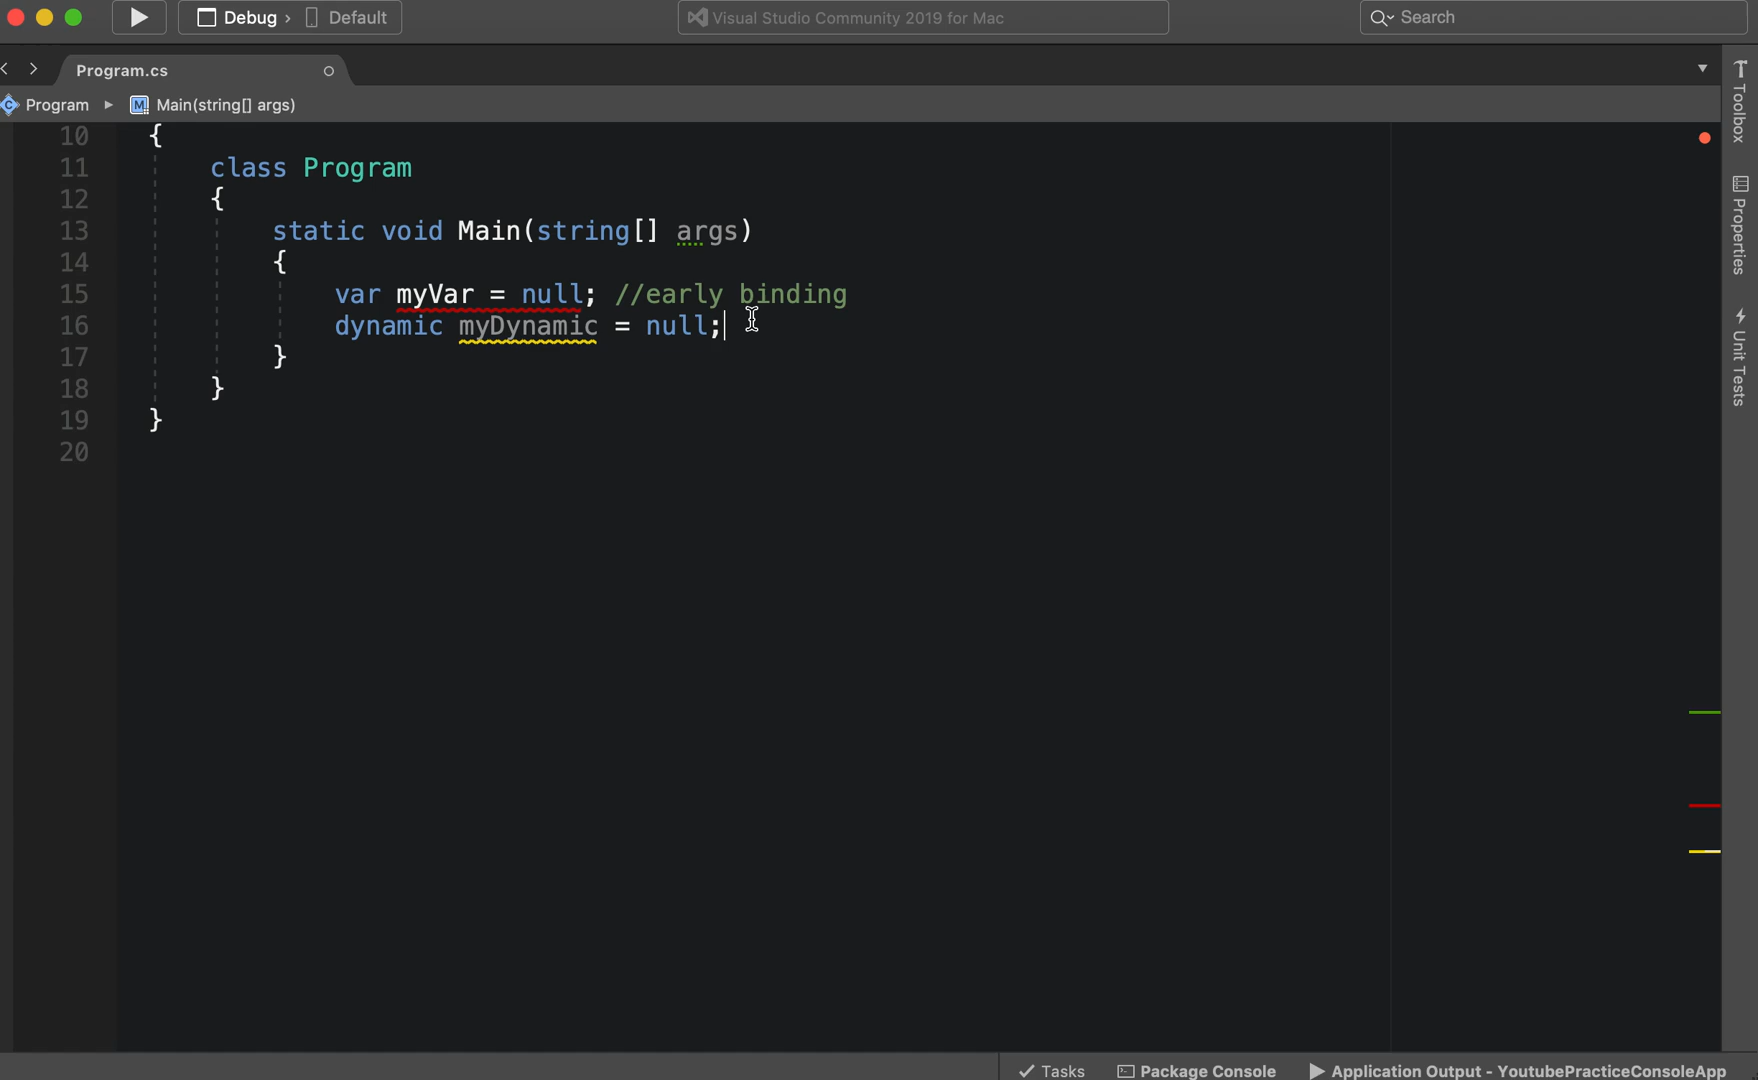 Debug › Default
Visual Studio Community 2019 for Mac
Search
Program.cs
Program ▸ M Main(string[] args)
10 {
11 class Program
12 {
13 static void Main(string[] args)
14 {
15 var myVar = null; //early binding
16 dynamic myDynamic = null;
17 }
18 }
19 }
20
Toolbox
Properties
Unit Tests
Tasks
Package Console
Application Output - YoutubePracticeConsoleApp